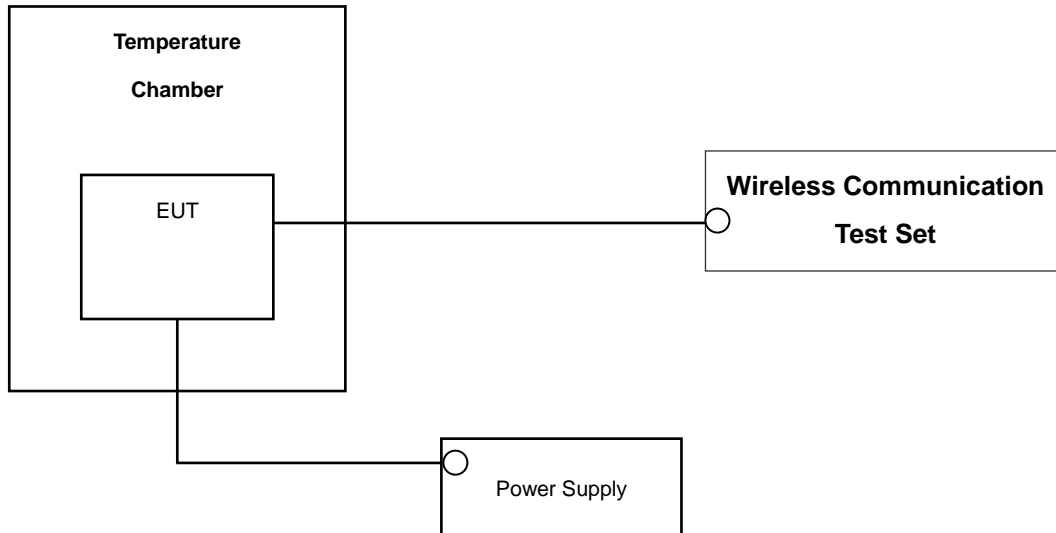 Temperature
Chamber
EUT
Wireless Communication
Test Set
Power Supply